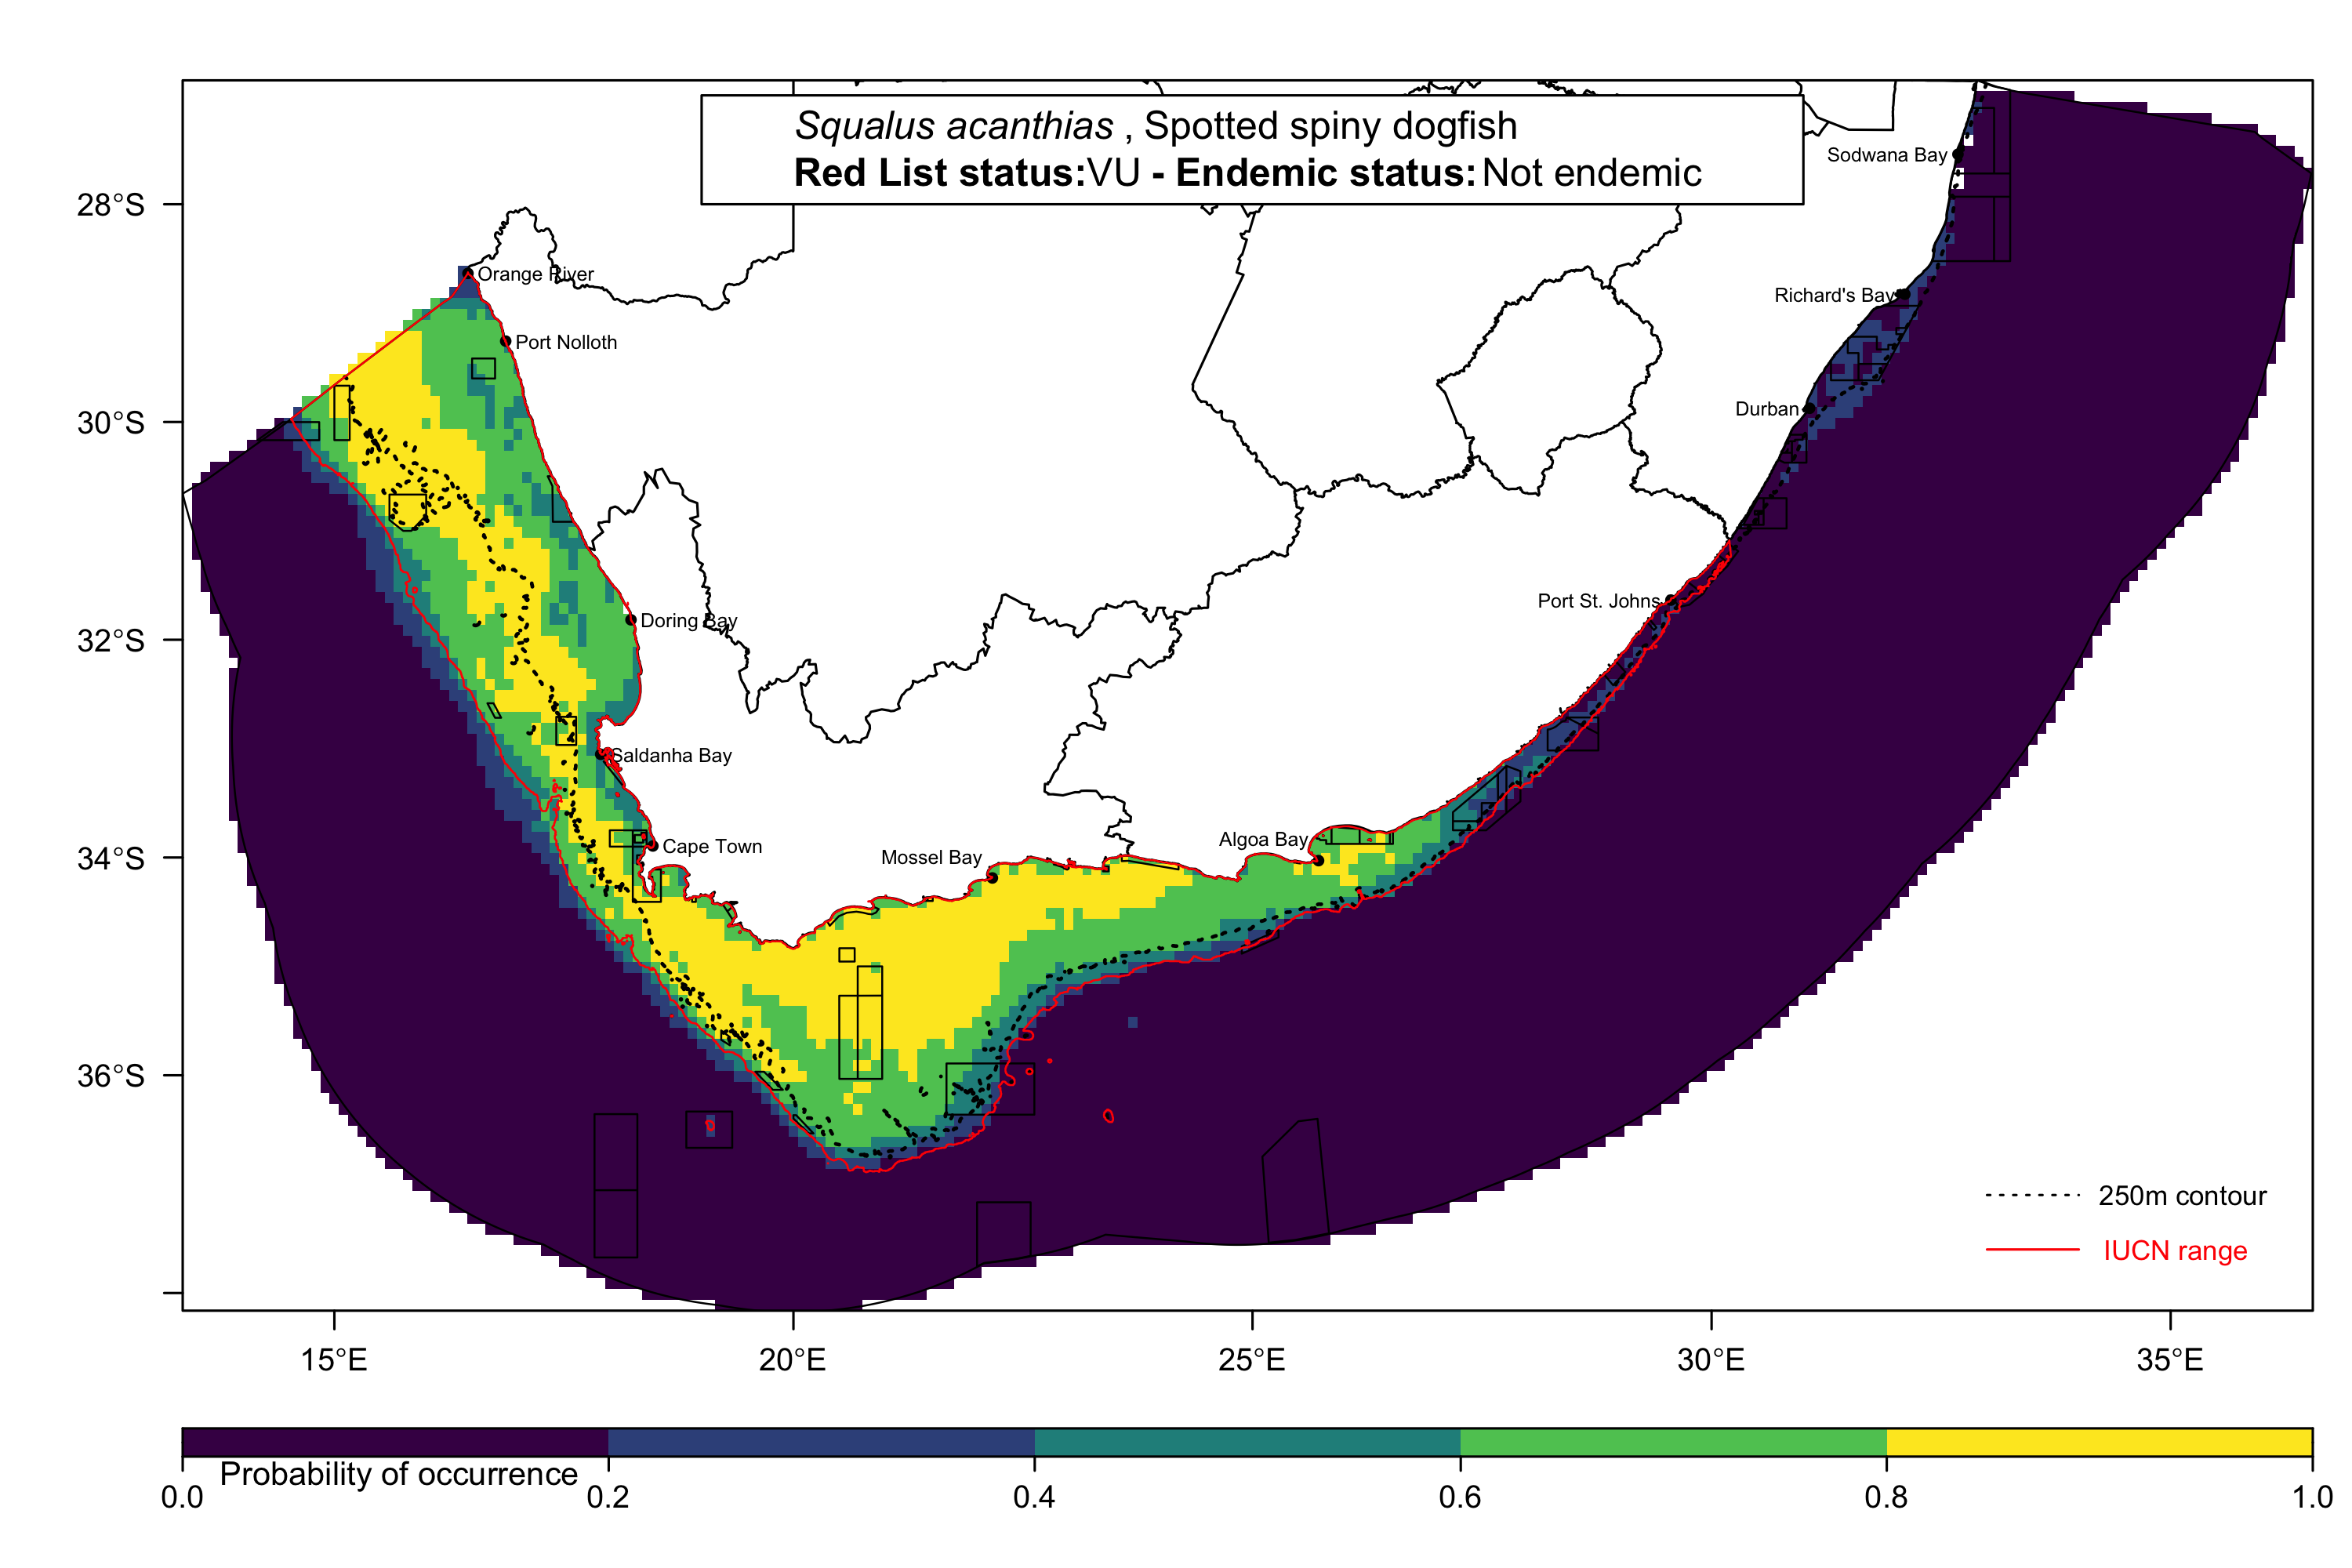 Squalus acanthias , Spotted spiny dogfish
Red List status:VU - Endemic status:Not endemic
Sodwana Bay
28°S
Orange River
Richard's Bay
Port Nolloth
Durban
30°S
Port St. Johns
Doring Bay
32°S
Saldanha Bay
Algoa Bay
Cape Town
Mossel Bay
34°S
36°S
250m contour
IUCN range
15°E 20°E 25°E 30°E 35°E
Probability of occurrence
0.0 0.2 0.4 0.6 0.8 1.0